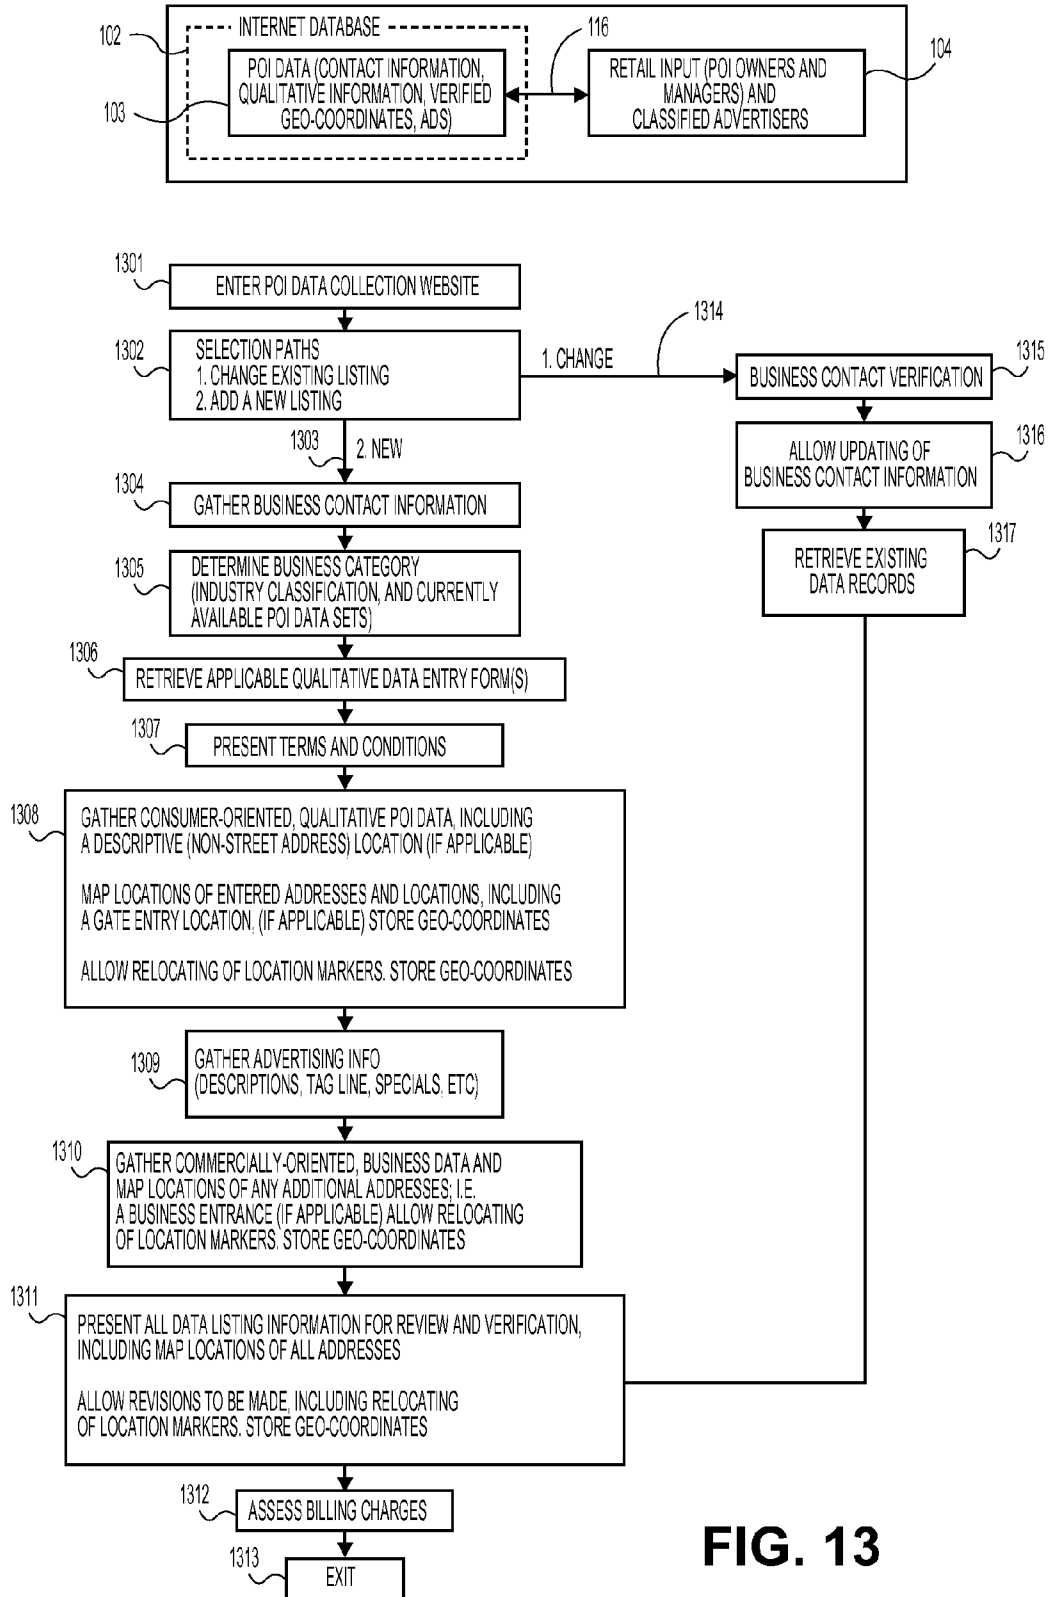 102
INTERNET DATABASE
116
104
103
POI DATA (CONTACT INFORMATION,
QUALITATIVE INFORMATION, VERIFIED
GEO-COORDINATES, ADS)
RETAIL INPUT (POI OWNERS AND
MANAGERS) AND
CLASSIFIED ADVERTISERS
1301
ENTER POI DATA COLLECTION WEBSITE
1302
SELECTION PATHS
1. CHANGE EXISTING LISTING
2. ADD A NEW LISTING
1. CHANGE
1314
1315
BUSINESS CONTACT VERIFICATION
1316
ALLOW UPDATING OF
BUSINESS CONTACT INFORMATION
1317
RETRIEVE EXISTING
DATA RECORDS
1303
2. NEW
1304
GATHER BUSINESS CONTACT INFORMATION
1305
DETERMINE BUSINESS CATEGORY
(INDUSTRY CLASSIFICATION, AND CURRENTLY
AVAILABLE POI DATA SETS)
1306
RETRIEVE APPLICABLE QUALITATIVE DATA ENTRY FORM(S)
1307
PRESENT TERMS AND CONDITIONS
1308
GATHER CONSUMER-ORIENTED, QUALITATIVE POI DATA, INCLUDING
A DESCRIPTIVE (NON-STREET ADDRESS) LOCATION (IF APPLICABLE)
MAP LOCATIONS OF ENTERED ADDRESSES AND LOCATIONS, INCLUDING
A GATE ENTRY LOCATION, (IF APPLICABLE) STORE GEO-COORDINATES
ALLOW RELOCATING OF LOCATION MARKERS. STORE GEO-COORDINATES
1309
GATHER ADVERTISING INFO
(DESCRIPTIONS, TAG LINE, SPECIALS, ETC)
1310
GATHER COMMERCIALLY-ORIENTED, BUSINESS DATA AND
MAP LOCATIONS OF ANY ADDITIONAL ADDRESSES; I.E.
A BUSINESS ENTRANCE (IF APPLICABLE) ALLOW RELOCATING
OF LOCATION MARKERS. STORE GEO-COORDINATES
1311
PRESENT ALL DATA LISTING INFORMATION FOR REVIEW AND VERIFICATION,
INCLUDING MAP LOCATIONS OF ALL ADDRESSES
ALLOW REVISIONS TO BE MADE, INCLUDING RELOCATING
OF LOCATION MARKERS. STORE GEO-COORDINATES
1312
ASSESS BILLING CHARGES
1313
EXIT
FIG. 13